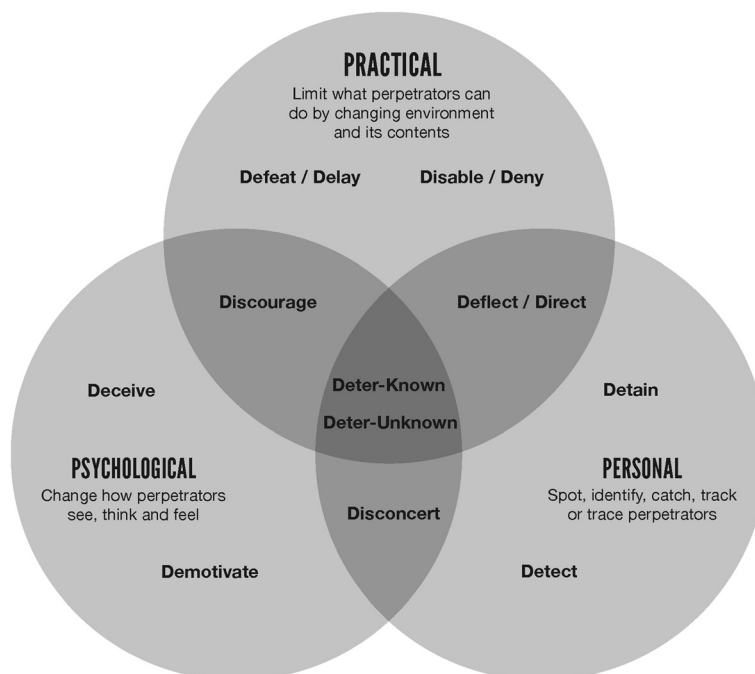 PRACTICAL
Limit what perpetrators can
do by changing environment
and its contents
Defeat / Delay
Disable / Deny
Discourage
Deflect / Direct
Deter-Known
Deter-Unknown
Deceive
PSYCHOLOGICAL
Change how perpetrators
see, think and feel
Demotivate
Disconcert
Detain
PERSONAL
Spot, identify, catch, track
or trace perpetrators
Detect